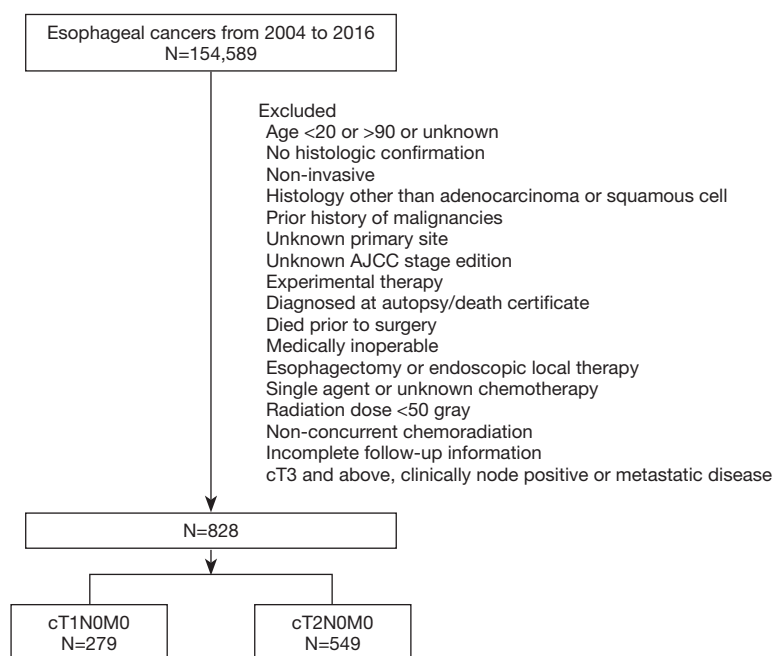 Esophageal cancers from 2004 to 2016
N=154,589
Excluded
Age <20 or >90 or unknown
No histologic confirmation
Non-invasive
Histology other than adenocarcinoma or squamous cell
Prior history of malignancies
Unknown primary site
Unknown AJCC stage edition
Experimental therapy
Diagnosed at autopsy/death certificate
Died prior to surgery
Medically inoperable
Esophagectomy or endoscopic local therapy
Single agent or unknown chemotherapy
Radiation dose <50 gray
Non-concurrent chemoradiation
Incomplete follow-up information
cT3 and above, clinically node positive or metastatic disease
N=828
cT1N0M0
N=279
cT2N0M0
N=549